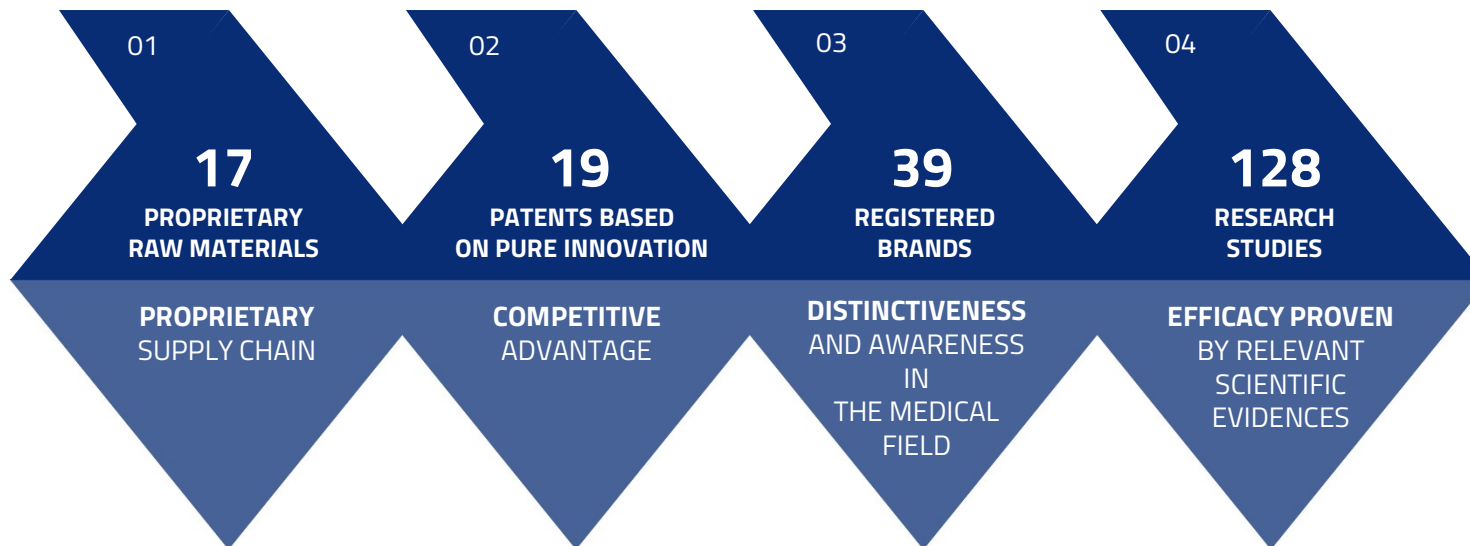 01
17
PROPRIETARY
RAW MATERIALS
PROPRIETARY
SUPPLY CHAIN
02
19
PATENTS BASED
ON PURE INNOVATION
COMPETITIVE
ADVANTAGE
03
39
REGISTERED
BRANDS
DISTINCTIVENESS
AND AWARENESS
IN
THE MEDICAL
FIELD
04
128
RESEARCH
STUDIES
EFFICACY PROVEN
BY RELEVANT
SCIENTIFIC
EVIDENCES